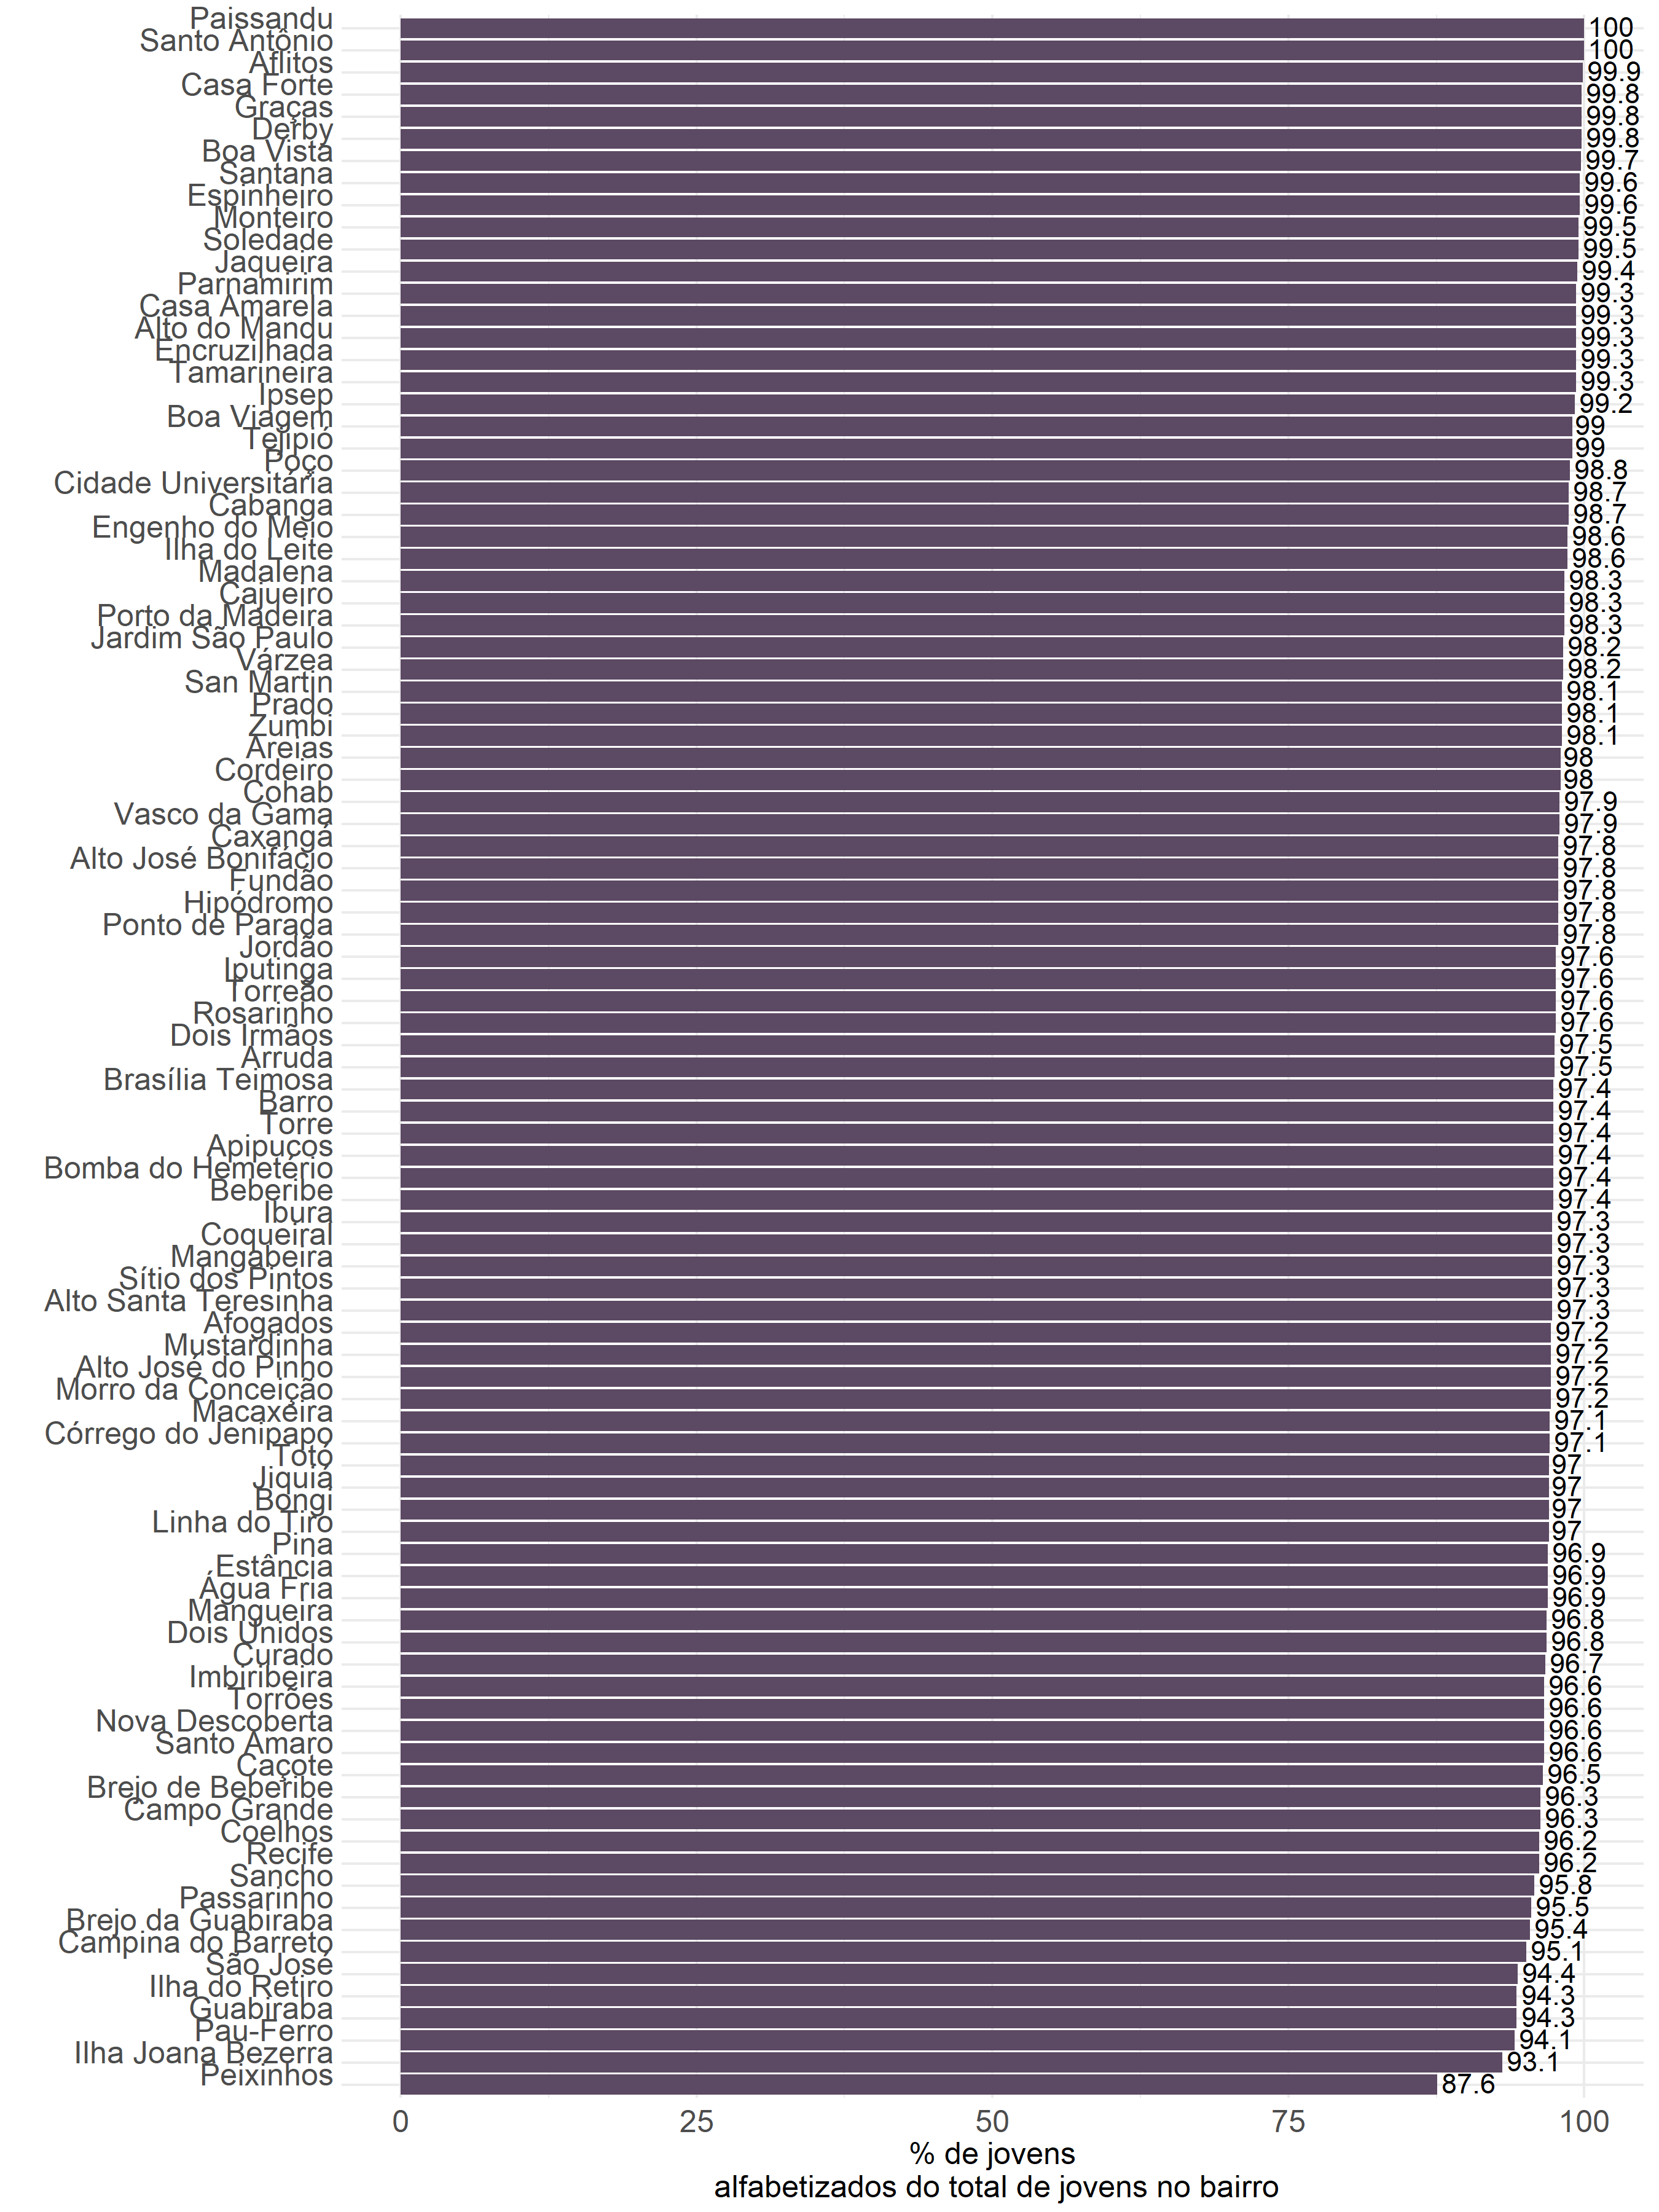 Paissandu 100
Santo Antônio 100
Aflitos 99.9
Casa Forte 99.8
Graças 99.8
Derby 99.8
Boa Vista 99.7
Santana 99.6
Espinheiro 99.6
Monteiro 99.5
Soledade 99.5
Jaqueira 99.4
Parnamirim 99.3
Casa Amarela 99.3
Alto do Mandu 99.3
Encruzilhada 99.3
Tamarineira 99.3
Ipsep 99.2
Boa Viagem 99
Tejipió 99
Poço 98.8
Cidade Universitária 98.7
Cabanga 98.7
Engenho do Meio 98.6
Ilha do Leite 98.6
Madalena 98.3
Cajueiro 98.3
Porto da Madeira 98.3
Jardim São Paulo 98.2
Várzea 98.2
San Martin 98.1
Prado 98.1
Zumbi 98.1
Areias 98
Cordeiro 98
Cohab 97.9
Vasco da Gama 97.9
Caxangá 97.8
Alto José Bonifácio 97.8
Fundão 97.8
Hipódromo 97.8
Ponto de Parada 97.8
Jordão 97.6
Iputinga 97.6
Torreão 97.6
Rosarinho 97.6
Dois Irmãos 97.5
Arruda 97.5
Brasília Teimosa 97.4
Barro 97.4
Torre 97.4
Apipucos 97.4
Bomba do Hemetério 97.4
Beberibe 97.4
Ibura 97.3
Coqueiral 97.3
Mangabeira 97.3
Sítio dos Pintos 97.3
Alto Santa Teresinha 97.3
Afogados 97.2
Mustardinha 97.2
Alto José do Pinho 97.2
Morro da Conceição 97.2
Macaxeira 97.1
Córrego do Jenipapo 97.1
Totó 97
Jiquiá 97
Bongi 97
Linha do Tiro 97
Pina 96.9
Estância 96.9
Água Fria 96.9
Mangueira 96.8
Dois Unidos 96.8
Curado 96.7
Imbiribeira 96.6
Torrões 96.6
Nova Descoberta 96.6
Santo Amaro 96.6
Caçote 96.5
Brejo de Beberibe 96.3
Campo Grande 96.3
Coelhos 96.2
Recife 96.2
Sancho 95.8
Passarinho 95.5
Brejo da Guabiraba 95.4
Campina do Barreto 95.1
São José 94.4
Ilha do Retiro 94.3
Guabiraba 94.3
Pau-Ferro 94.1
Ilha Joana Bezerra 93.1
Peixinhos 87.6
0 25 50 75 100
% de jovens
alfabetizados do total de jovens no bairro